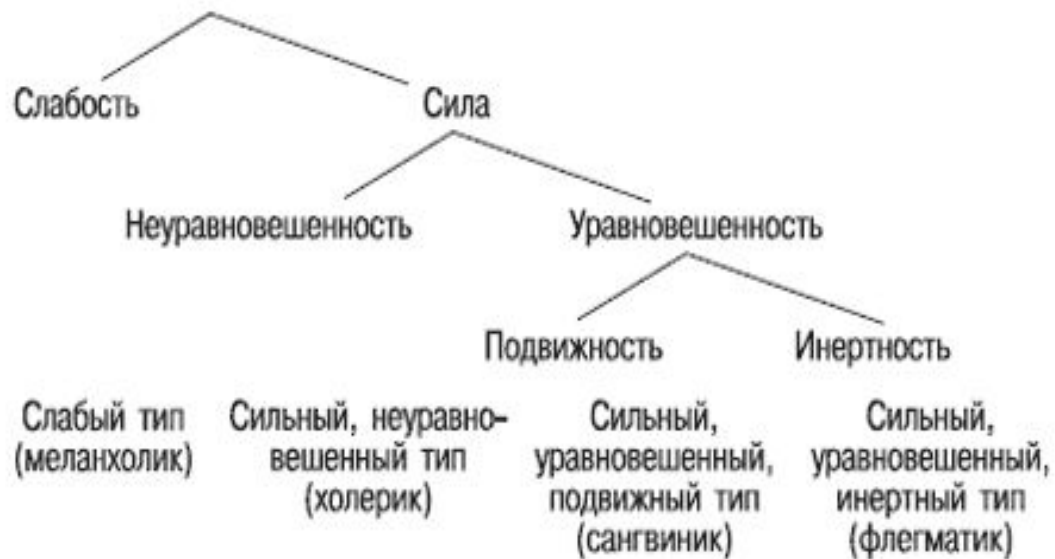 Слабость
Сила
Неуравновешенность
Уравновешенность
Подвижность
Инертность
Слабый тип
(меланхолик)
Сильный, неуравно-
вешенный тип
(холерик)
Сильный,
уравновешенный,
подвижный тип
(сангвиник)
Сильный,
уравновешенный,
инертный тип
(флегматик)